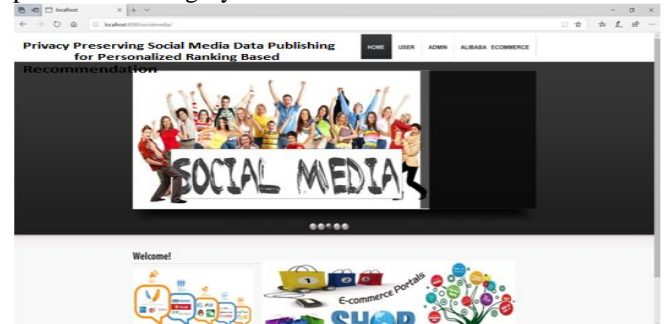 localhost
localhost:8080/socialmedia/
Privacy Preserving Social Media Data Publishing
for Personalized Ranking Based
Recommendation
HOME USER ADMIN ALIBABA ECOMMERCE
SOCIAL MEDIA
Welcome!
E-commerce Portals
SHOP